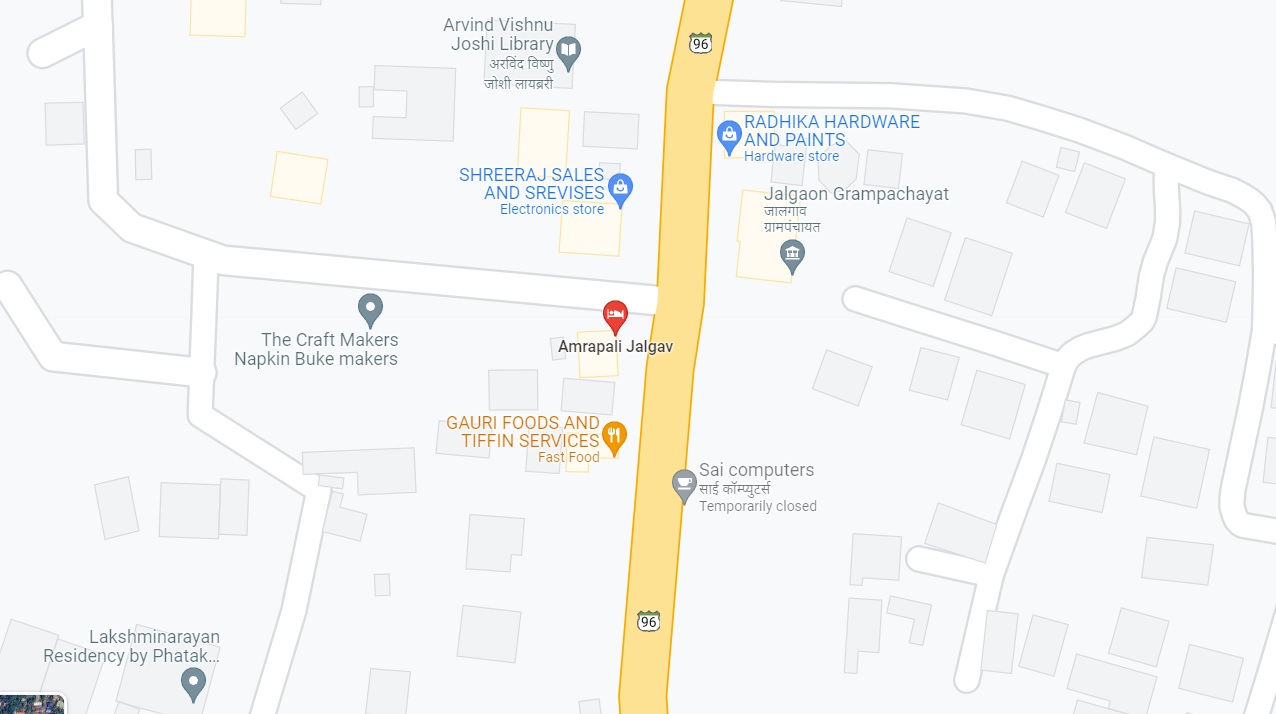 Arvind Vishnu
Joshi Library
अरविंद विष्णु
जोशी लायब्ररी
96
RADHIKA HARDWARE
AND PAINTS
Hardware store
SHREERAJ SALES
AND SREVISES
Electronics store
Jalgaon Grampachayat
जालगाव
ग्रामपंचायत
The Craft Makers
Napkin Buke makers
Amrapali Jalgav
GAURI FOODS AND
TIFFIN SERVICES
Fast Food
Sai computers
साई कॉम्प्युटर्स
Temporarily closed
96
Lakshminarayan
Residency by Phatak...